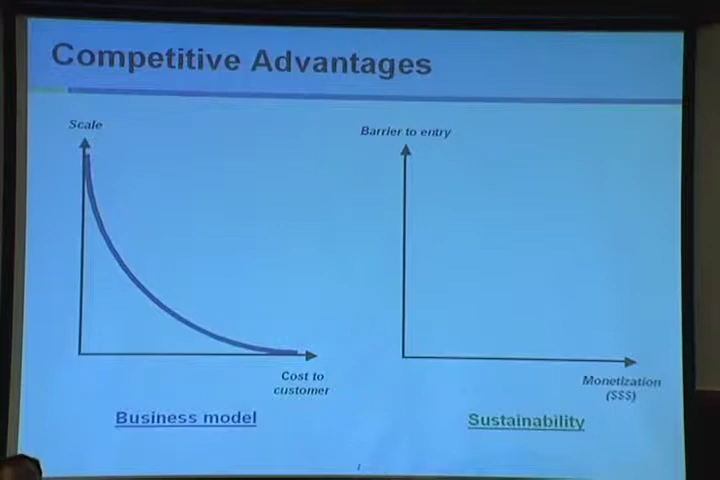 Competitive Advantages
Scale
Cost to
customer
Business model
Barrier to entry
Monetization
($$$)
Sustainability